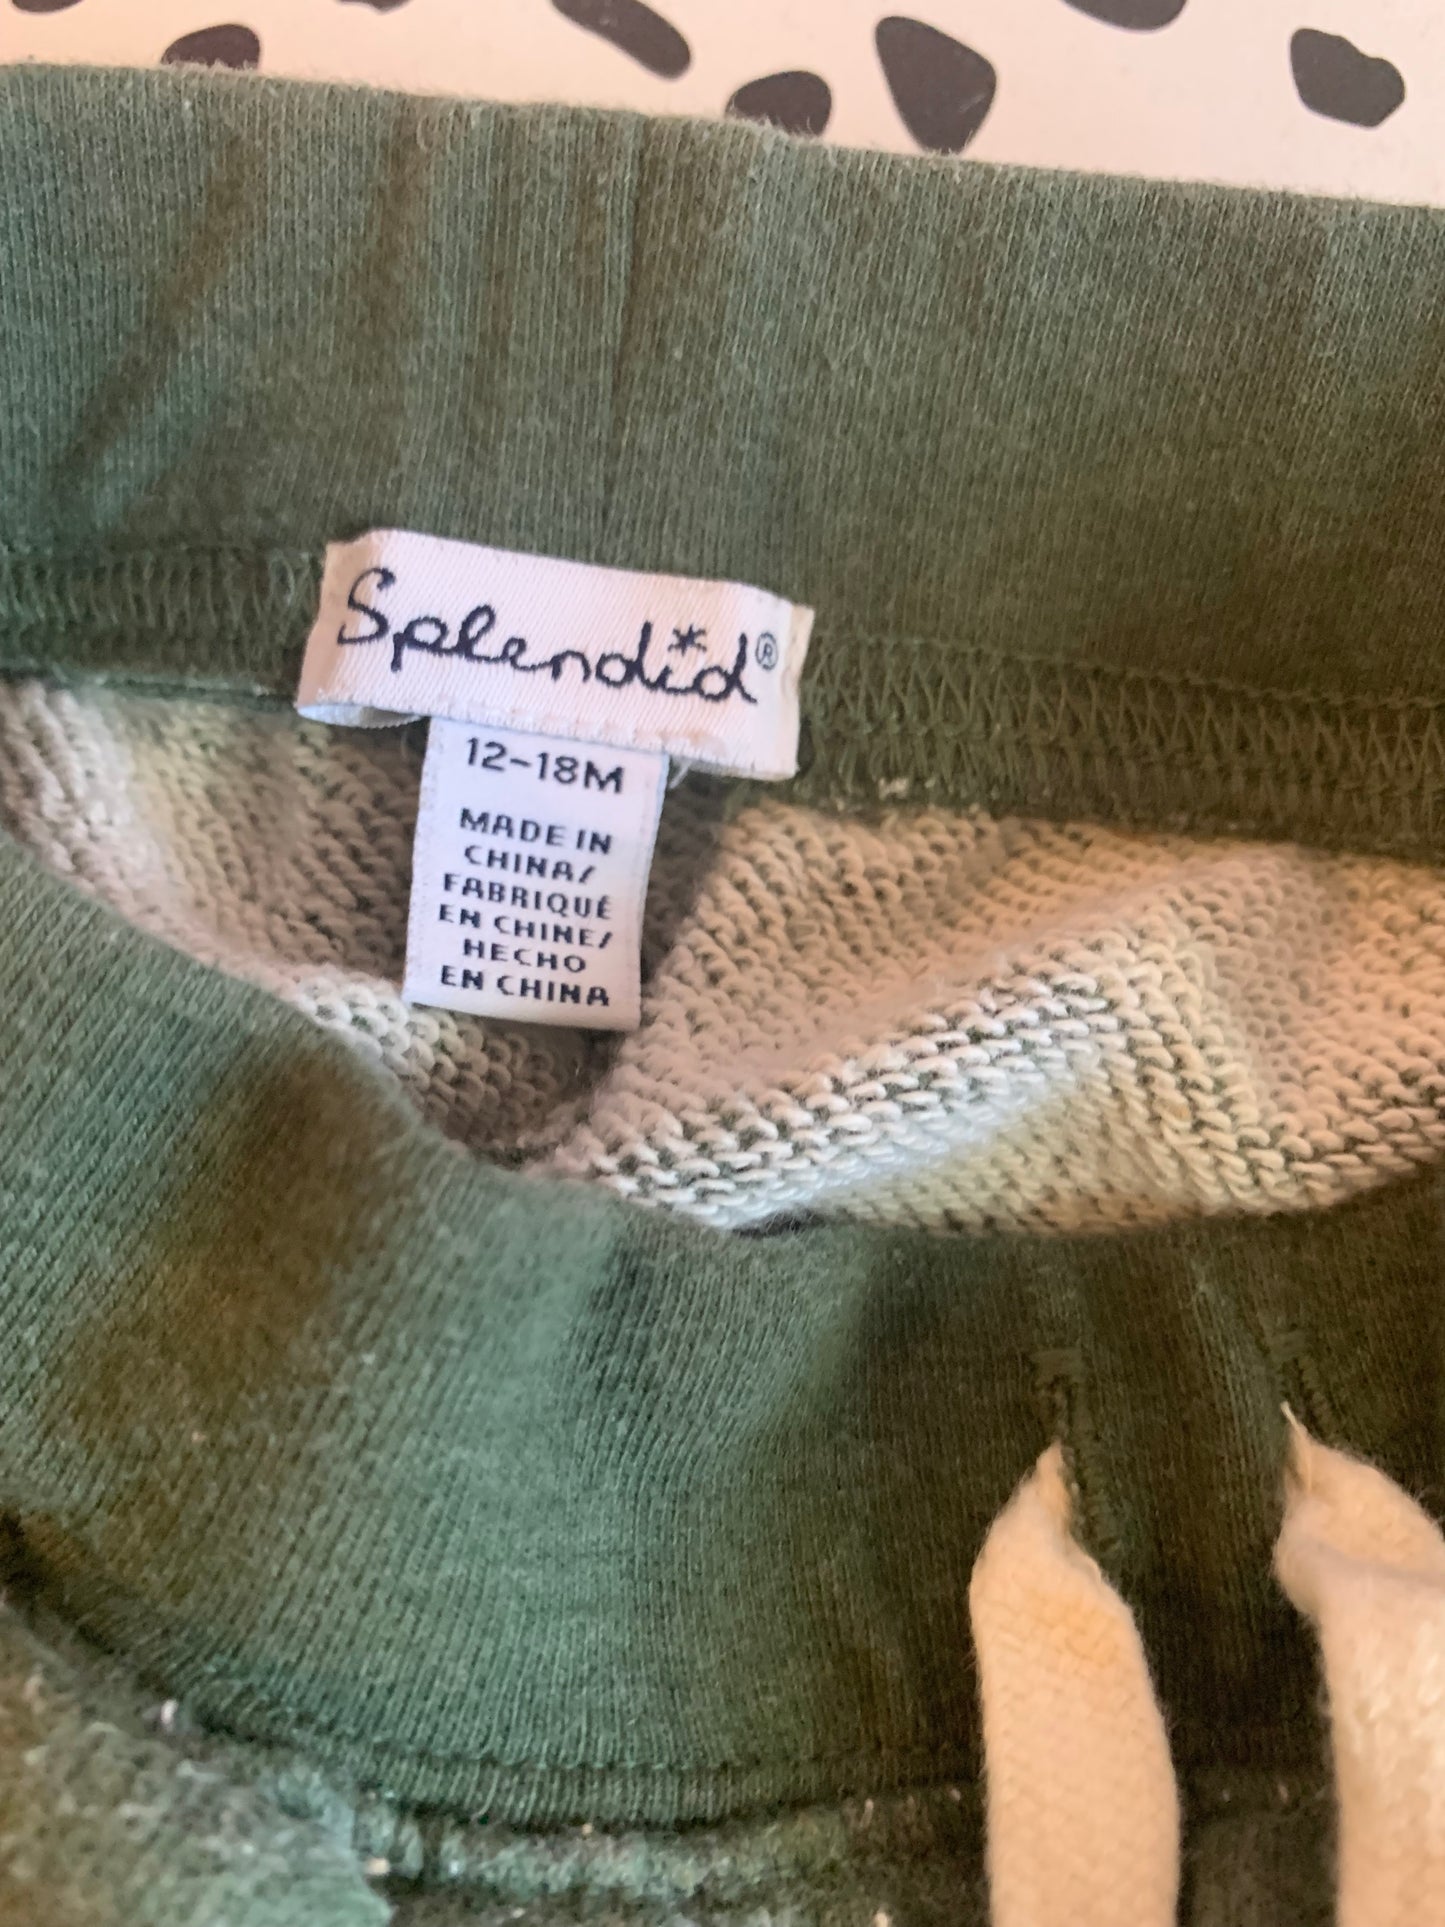 Splendid®
12-18M
MADE IN
CHINA/
FABRIQUÉ
EN CHINE/
HECHO
EN CHINA